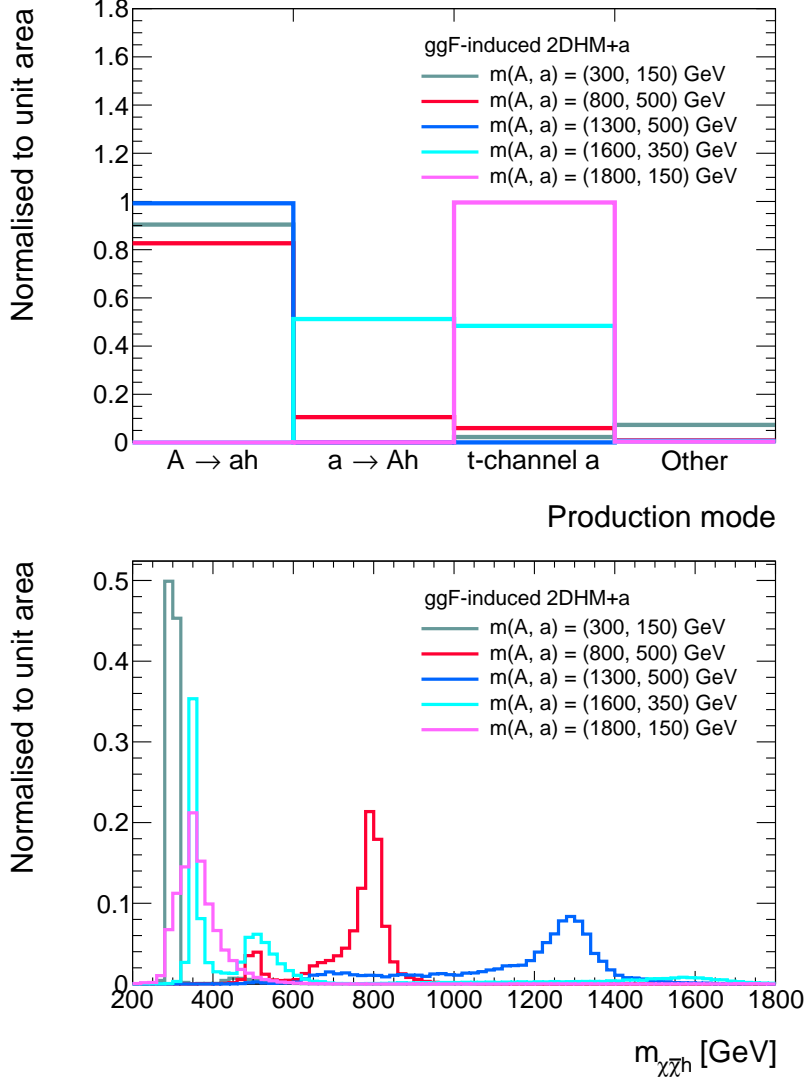 Normalised to unit area
1.8
1.6
1.4
1.2
1
0.8
0.6
0.4
0.2
0
ggF-induced 2DHM+a
m(A, a) = (300, 150) GeV
m(A, a) = (800, 500) GeV
m(A, a) = (1300, 500) GeV
m(A, a) = (1600, 350) GeV
m(A, a) = (1800, 150) GeV
A → ah a → Ah t-channel a Other
Production mode
Normalised to unit area
0.5
0.4
0.3
0.2
0.1
0
ggF-induced 2DHM+a
m(A, a) = (300, 150) GeV
m(A, a) = (800, 500) GeV
m(A, a) = (1300, 500) GeV
m(A, a) = (1600, 350) GeV
m(A, a) = (1800, 150) GeV
200 400 600 800 1000 1200 1400 1600 1800
m_χχ̅h [GeV]